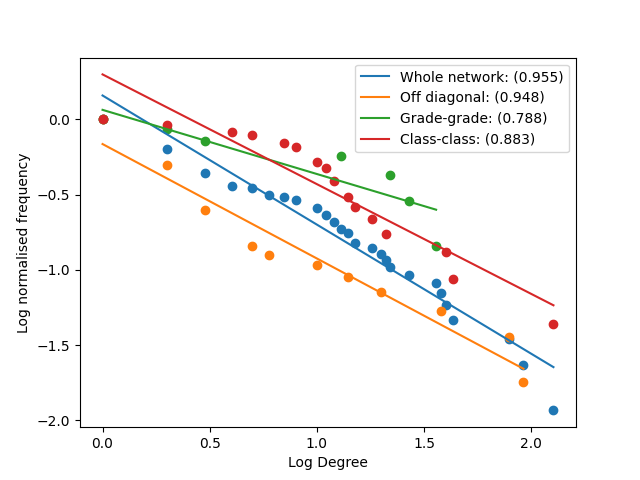 Whole network: (0.955)
Off diagonal: (0.948)
Grade-grade: (0.788)
Class-class: (0.883)
Log normalised frequency
0.0
−0.5
−1.0
−1.5
−2.0
0.0 0.5 1.0 1.5 2.0
Log Degree